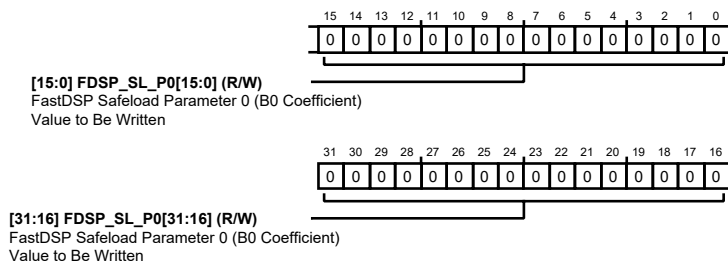 15 14 13 12 11 10 9 8 7 6 5 4 3 2 1 0
0 0 0 0 0 0 0 0 0 0 0 0 0 0 0 0
[15:0] FDSP_SL_P0[15:0] (R/W)
FastDSP Safeload Parameter 0 (B0 Coefficient)
Value to Be Written
31 30 29 28 27 26 25 24 23 22 21 20 19 18 17 16
0 0 0 0 0 0 0 0 0 0 0 0 0 0 0 0
[31:16] FDSP_SL_P0[31:16] (R/W)
FastDSP Safeload Parameter 0 (B0 Coefficient)
Value to Be Written